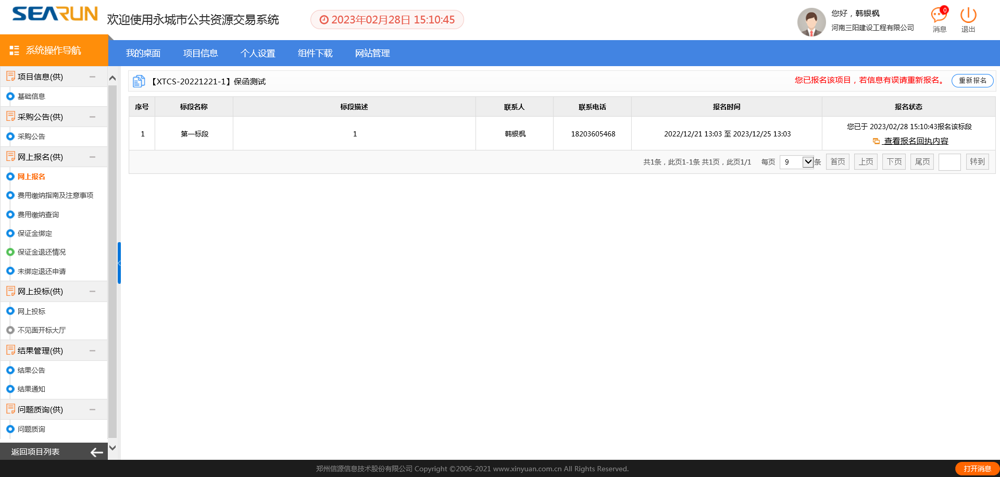 SEARUN
欢迎使用永城市公共资源交易系统
2023年02月28日 15:10:45
您好，韩银枫
河南三阳建设工程有限公司
0
消息
退出
系统操作导航
我的桌面 项目信息 个人设置 组件下载 网站管理
项目信息(供)
基础信息
采购公告(供)
采购公告
网上报名(供)
网上报名
费用缴纳指南及注意事项
费用缴纳查询
保证金绑定
保证金退还情况
未绑定退还申请
网上投标(供)
网上投标
不见面开标大厅
结果管理(供)
结果公告
结果通知
问题质询(供)
问题质询
返回项目列表
【XTCS-20221221-1】保函测试
您已报名该项目，若信息有误请重新报名。 重新报名
序号 标段名称 标段描述 联系人 联系电话 报名时间 报名状态
1 第一标段 1 韩银枫 18203605468 2022/12/21 13:03 至 2023/12/25 13:03 您已于 2023/02/28 15:10:43报名该标段
查看报名回执内容
共1条，此页1-1条 共1页，此页1/1 每页 9 条 首页 上页 下页 尾页 转到
郑州信源信息技术股份有限公司 Copyright ©2006-2021 www.xinyuan.com.cn All Rights Reserved.
打开消息